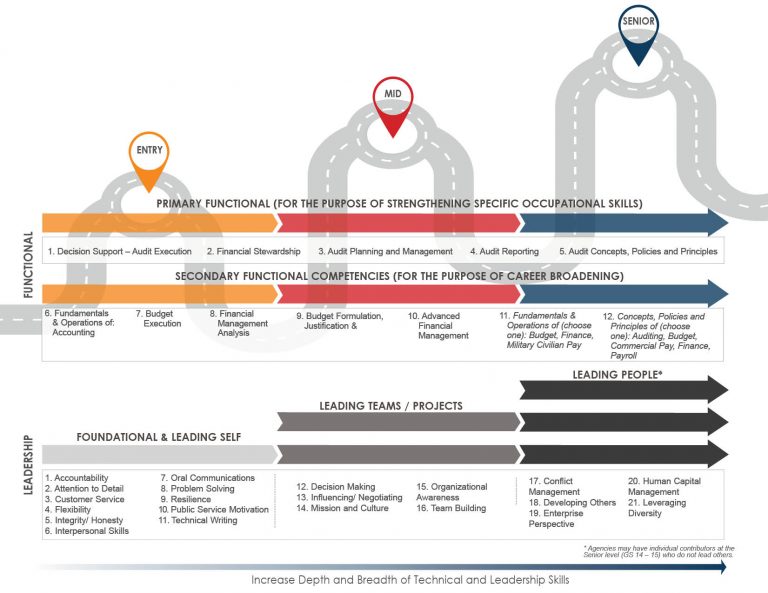 SENIOR
MID
ENTRY
PRIMARY FUNCTIONAL (FOR THE PURPOSE OF STRENGTHENING SPECIFIC OCCUPATIONAL SKILLS)
FUNCTIONAL
1. Decision Support – Audit Execution 2. Financial Stewardship 3. Audit Planning and Management 4. Audit Reporting 5. Audit Concepts, Policies and Principles
SECONDARY FUNCTIONAL COMPETENCIES (FOR THE PURPOSE OF CAREER BROADENING)
6. Fundamentals
& Operations of:
Accounting
7. Budget
Execution
8. Financial
Management
Analysis
9. Budget Formulation,
Justification &
10. Advanced
Financial
Management
11. Fundamentals &
Operations of (choose
one): Budget, Finance,
Military Civilian Pay
12. Concepts, Policies and
Principles of (choose
one): Auditing, Budget,
Commercial Pay, Finance,
Payroll
LEADING PEOPLE*
LEADING TEAMS / PROJECTS
FOUNDATIONAL & LEADING SELF
LEADERSHIP
1. Accountability
2. Attention to Detail
3. Customer Service
4. Flexibility
5. Integrity/ Honesty
6. Interpersonal Skills
7. Oral Communications
8. Problem Solving
9. Resilience
10. Public Service Motivation
11. Technical Writing
12. Decision Making
13. Influencing/ Negotiating
14. Mission and Culture
15. Organizational
Awareness
16. Team Building
17. Conflict
Management
18. Developing Others
19. Enterprise
Perspective
20. Human Capital
Management
21. Leveraging
Diversity
* Agencies may have individual contributors at the
Senior level (GS 14 – 15) who do not lead others.
Increase Depth and Breadth of Technical and Leadership Skills